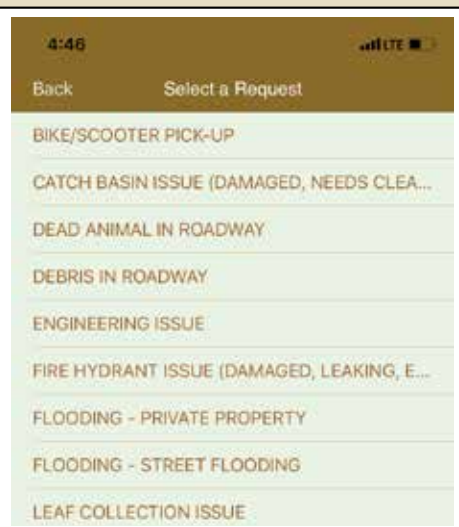 4:46
LTE
Back Select a Request
BIKE/SCOOTER PICK-UP
CATCH BASIN ISSUE (DAMAGED, NEEDS CLEA...
DEAD ANIMAL IN ROADWAY
DEBRIS IN ROADWAY
ENGINEERING ISSUE
FIRE HYDRANT ISSUE (DAMAGED, LEAKING, E...
FLOODING - PRIVATE PROPERTY
FLOODING - STREET FLOODING
LEAF COLLECTION ISSUE